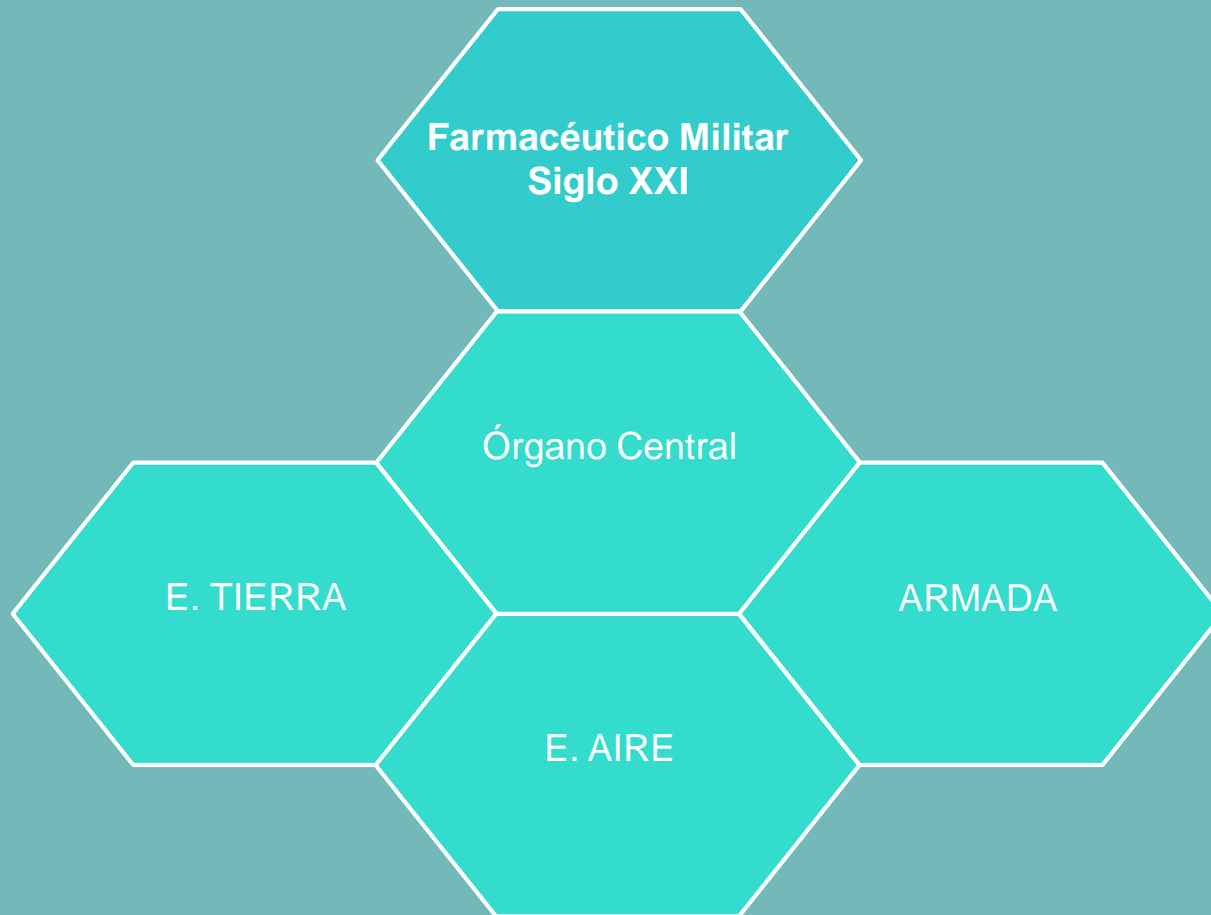 Farmacéutico Militar
Siglo XXI
Órgano Central
E. TIERRA
ARMADA
E. AIRE